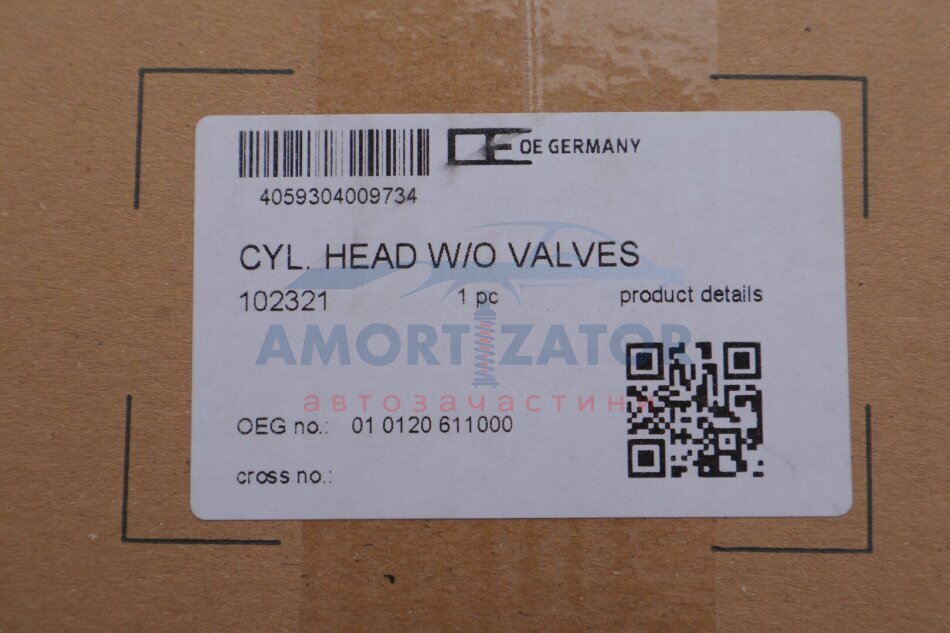 OE GERMANY
4059304009734
CYL. HEAD W/O VALVES
102321 1 pc product details
AMORTIZATOR
автозачастини
OEG no.: 01 0120 611000
cross no.: